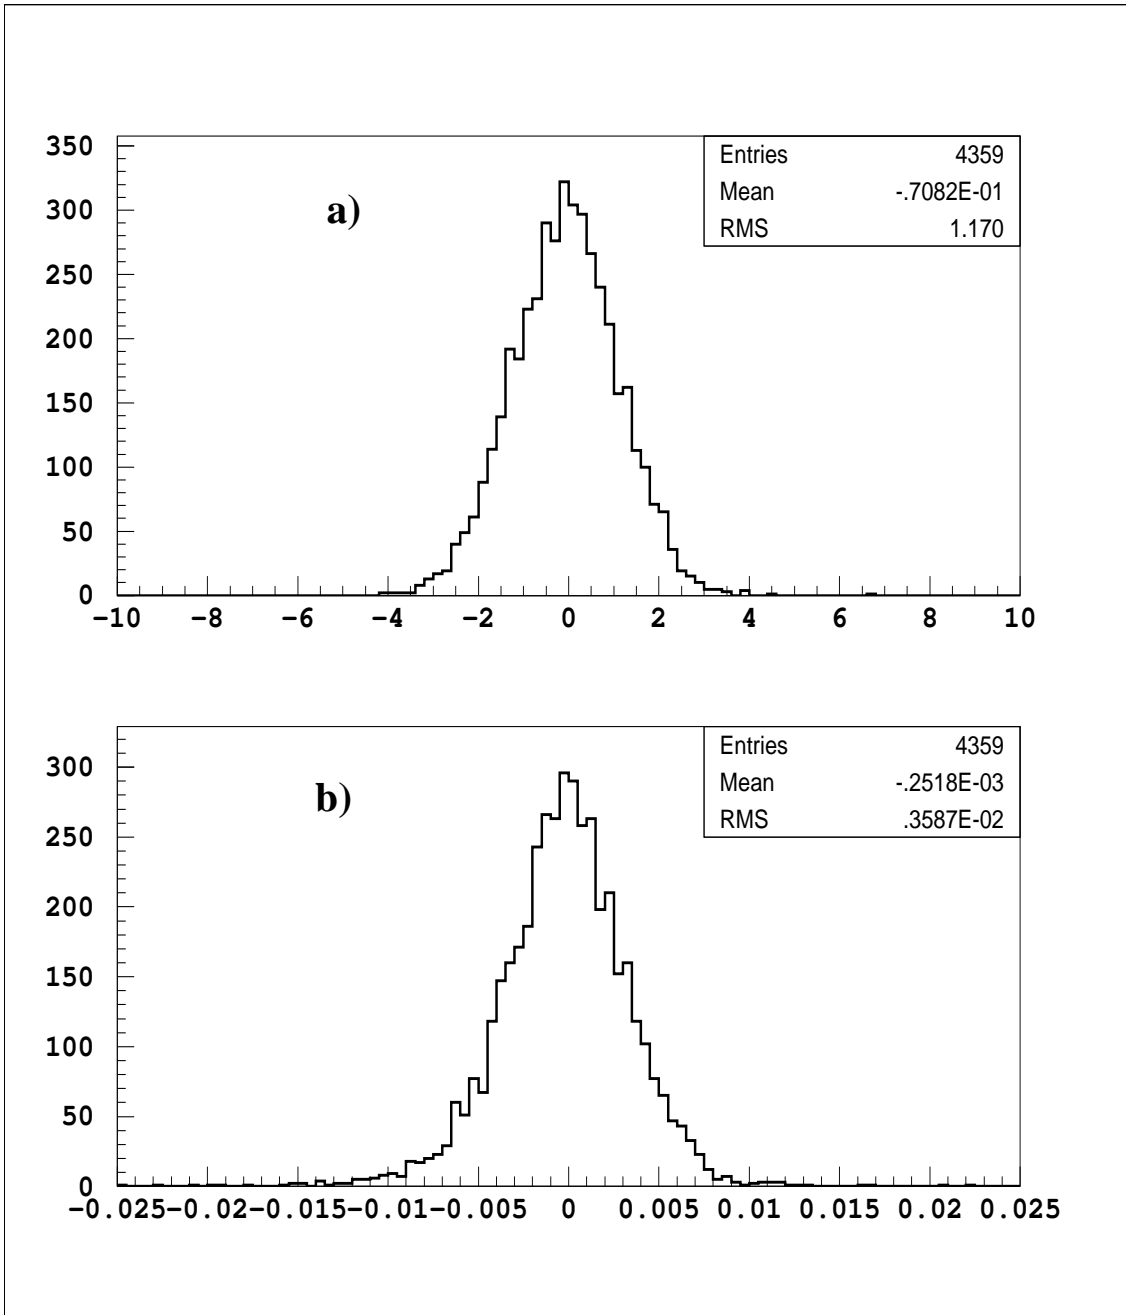 350
300
250
200
150
100
50
0
a)
Entries 4359
Mean -.7082E-01
RMS 1.170
-10 -8 -6 -4 -2 0 2 4 6 8 10
300
250
200
150
100
50
0
b)
Entries 4359
Mean -.2518E-03
RMS .3587E-02
-0.025 -0.02 -0.015 -0.01 -0.005 0 0.005 0.01 0.015 0.02 0.025